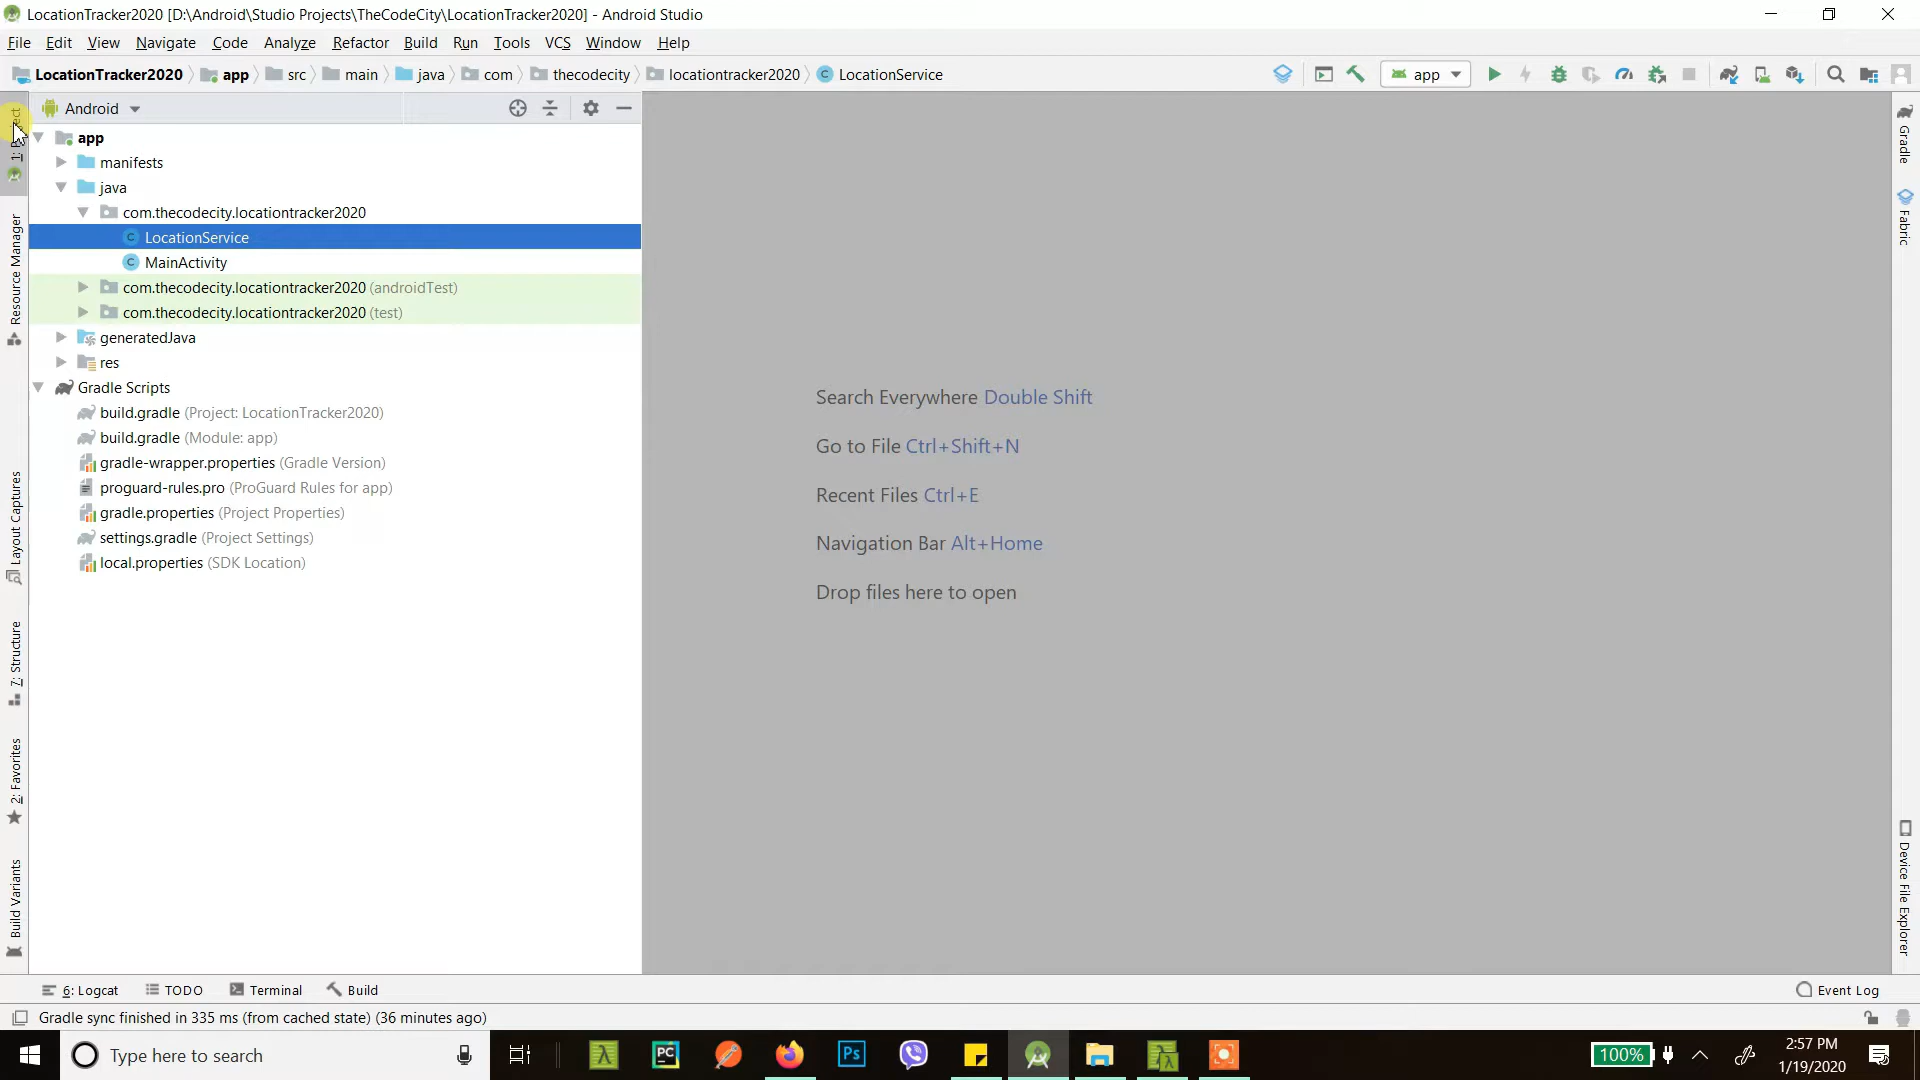 LocationTracker2020 [D:\Android\Studio Projects\TheCodeCity\LocationTracker2020] - Android Studio
File Edit View Navigate Code Analyze Refactor Build Run Tools VCS Window Help
LocationTracker2020 app src main java com thecodecity locationtracker2020 LocationService app
Android
app
manifests
java
com.thecodecity.locationtracker2020
LocationService
MainActivity
com.thecodecity.locationtracker2020 (androidTest)
com.thecodecity.locationtracker2020 (test)
generatedJava
res
Gradle Scripts
build.gradle (Project: LocationTracker2020)
build.gradle (Module: app)
gradle-wrapper.properties (Gradle Version)
proguard-rules.pro (ProGuard Rules for app)
gradle.properties (Project Properties)
settings.gradle (Project Settings)
local.properties (SDK Location)
Resource Manager
Layout Captures
7: Structure
2: Favorites
Build Variants
Search Everywhere Double Shift
Go to File Ctrl+Shift+N
Recent Files Ctrl+E
Navigation Bar Alt+Home
Drop files here to open
Gradle
Fabric
Device File Explorer
6: Logcat TODO Terminal Build Event Log
Gradle sync finished in 335 ms (from cached state) (36 minutes ago)
Type here to search
PC
Ps
100%
2:57 PM
1/19/2020